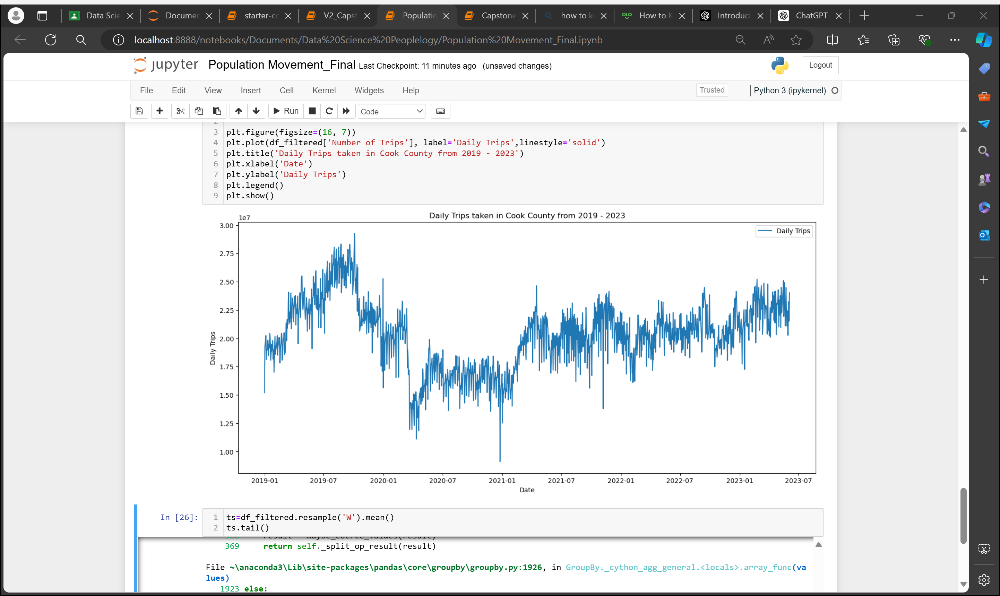 Data Scie
Documen
starter-co
V2_Capst
Populatio
Capstone
how to k
How to K
Introduci
ChatGPT
localhost:8888/notebooks/Documents/Data%20Science%20Peoplelogy/Population%20Movement_Final.ipynb
jupyter Population Movement_Final Last Checkpoint: 11 minutes ago (unsaved changes)
Logout
File Edit View Insert Cell Kernel Widgets Help
Trusted
Python 3 (ipykernel)
Run
Code
2
3 plt.figure(figsize=(16, 7))
4 plt.plot(df_filtered['Number of Trips'], label='Daily Trips',linestyle='solid')
5 plt.title('Daily Trips taken in Cook County from 2019 - 2023')
6 plt.xlabel('Date')
7 plt.ylabel('Daily Trips')
8 plt.legend()
9 plt.show()
Daily Trips taken in Cook County from 2019 - 2023
1e7
Daily Trips
3.00
2.75
2.50
2.25
2.00
1.75
1.50
1.25
1.00
Daily Trips
2019-01 2019-07 2020-01 2020-07 2021-01 2021-07 2022-01 2022-07 2023-01 2023-07
Date
In [26]:
1 ts=df_filtered.resample('W').mean()
2 ts.tail()
368 result = maybe_coerce_values(result)
369 return self._split_op_result(result)
File ~\anaconda3\Lib\site-packages\pandas\core\groupby\groupby.py:1926, in GroupBy._cython_agg_general.<locals>.array_func(va
lues)
1923 else: